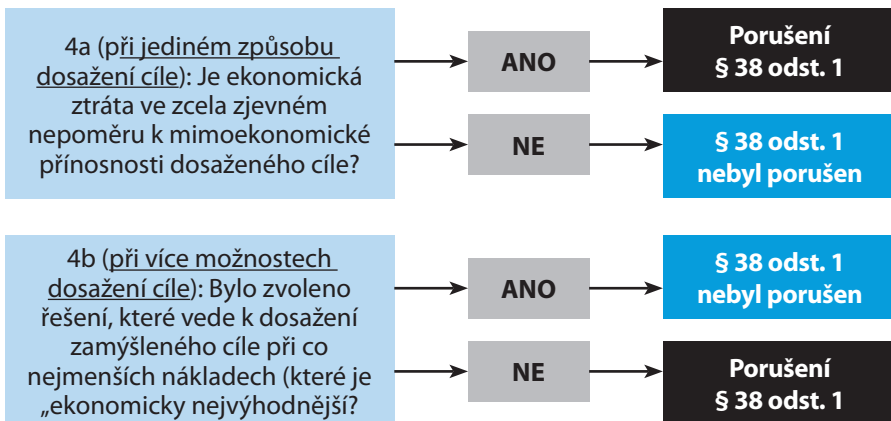 4a (při jediném způsobu
dosažení cíle): Je ekonomická
ztráta ve zcela zjevném
nepoměru k mimoekonomické
přínosnosti dosaženého cíle?
ANO
Porušení
§ 38 odst. 1
NE
§ 38 odst. 1
nebyl porušen
4b (při více možnostech
dosažení cíle): Bylo zvoleno
řešení, které vede k dosažení
zamýšleného cíle při co
nejmenších nákladech (které je
„ekonomicky nejvýhodnější?
ANO
§ 38 odst. 1
nebyl porušen
NE
Porušení
§ 38 odst. 1